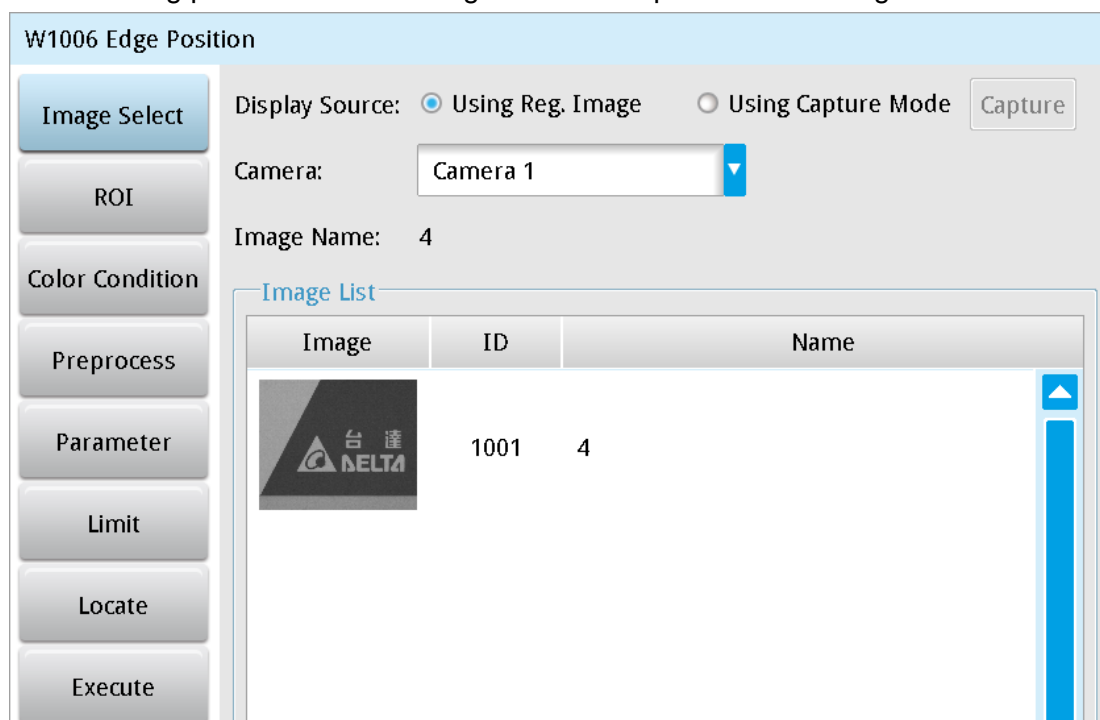 W1006 Edge Position
Image Select
ROI
Color Condition
Preprocess
Parameter
Limit
Locate
Execute
Display Source: Using Reg. Image Using Capture Mode Capture
Camera: Camera 1
Image Name: 4
Image List
Image ID Name
台達
DELTA
1001 4